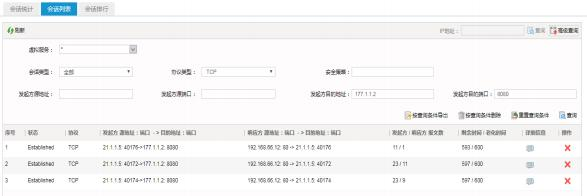 会话统计 会话列表 会话排行
刷新 IP地址： 查询 高级查询
虚拟服务： *
会话类型： 全部 协议类型： TCP 安全策略：
发起方源地址： 发起方源端口： 发起方目的地址： 177.1.1.2 发起方目的端口： 8080
按查询条件导出 按查询条件删除 重置查询条件 查询
序号 状态 协议 发起方 源地址：端口 -> 目的地址：端口 响应方 源地址：端口 -> 目的地址：端口 发起方 / 响应方 报文数 剩余时间 / 老化时间 详细信息 操作
1 Established TCP 21.1.1.5: 40176->177.1.1.2: 8080 192.168.66.12: 80 -> 21.1.1.5: 40176 11 / 1 593 / 600
2 Established TCP 21.1.1.5: 40172->177.1.1.2: 8080 192.168.66.12: 80 -> 21.1.1.5: 40172 23 / 11 597 / 600
3 Established TCP 21.1.1.5: 40174->177.1.1.2: 8080 192.168.66.12: 80 -> 21.1.1.5: 40174 23 / 9 597 / 600